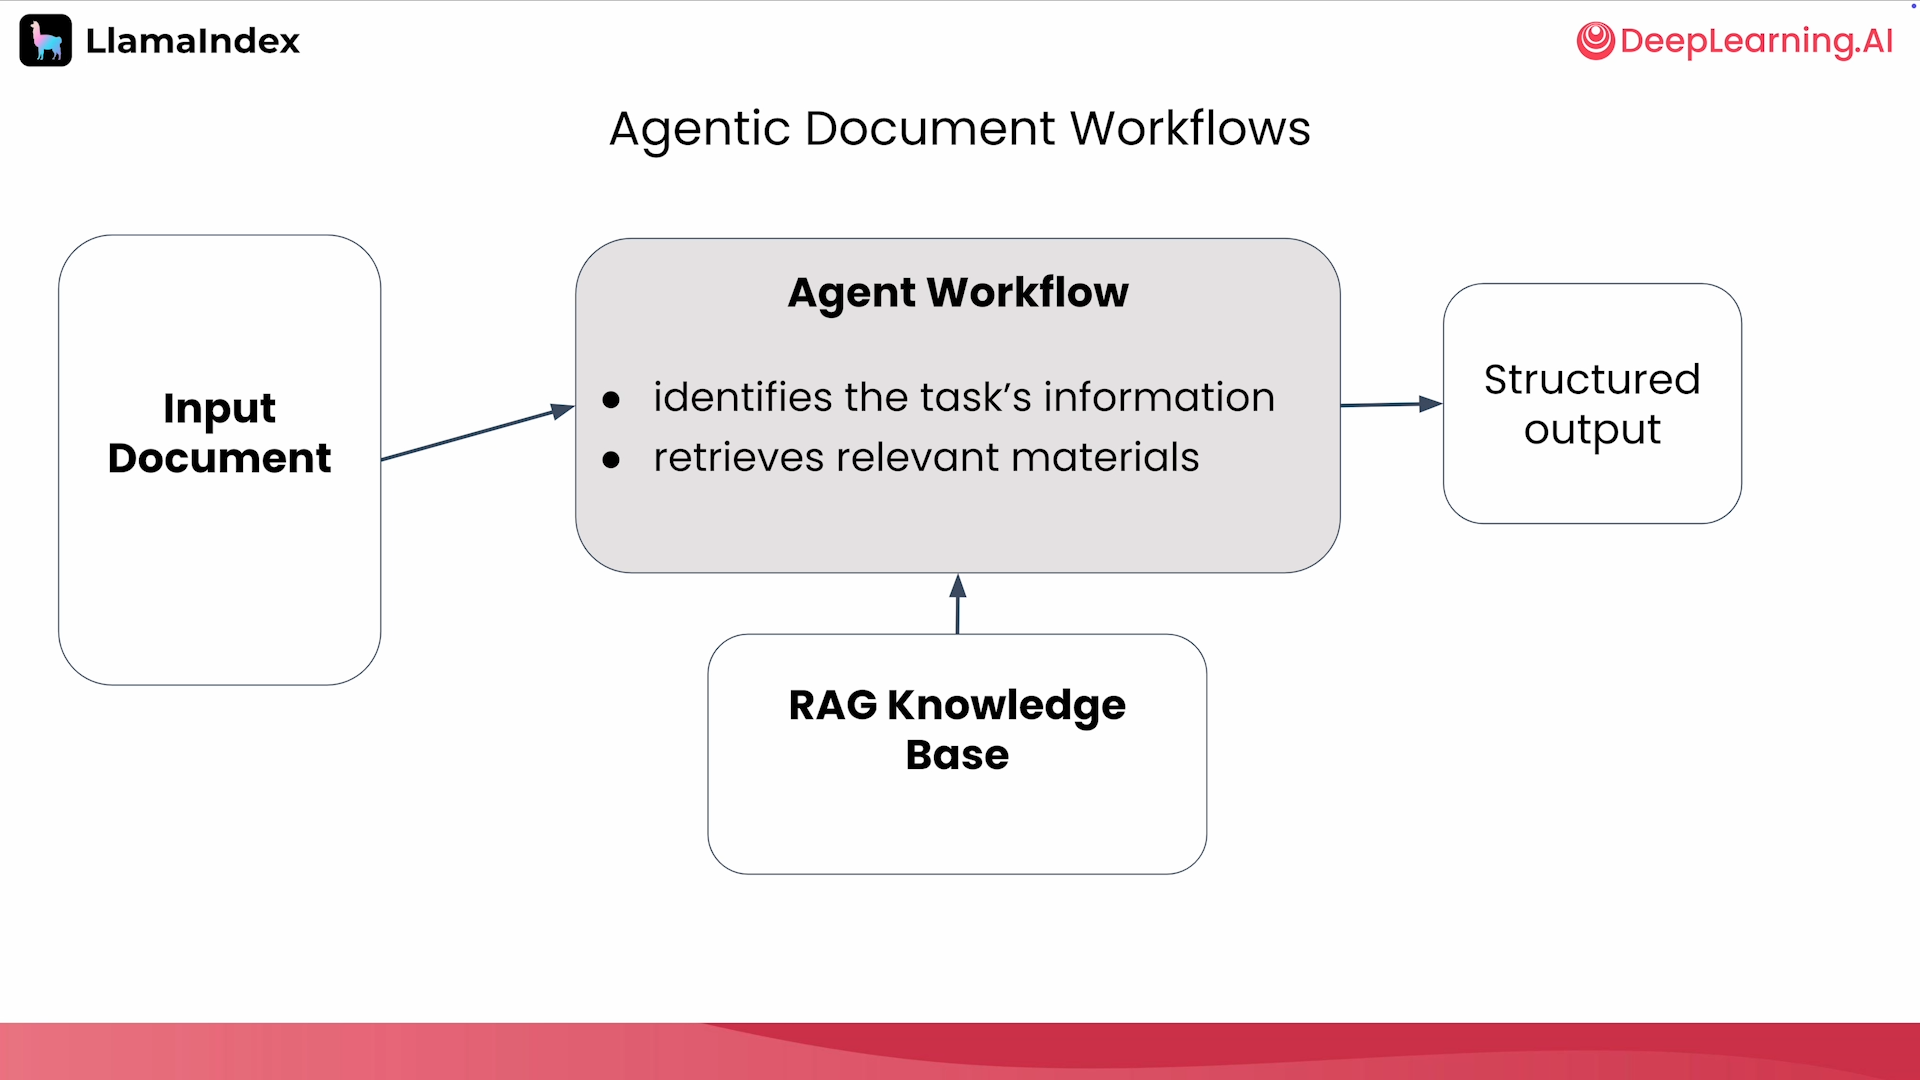 LlamaIndex
DeepLearning.AI
Agentic Document Workflows
Input
Document
Agent Workflow
● identifies the task’s information
● retrieves relevant materials
Structured
output
RAG Knowledge
Base